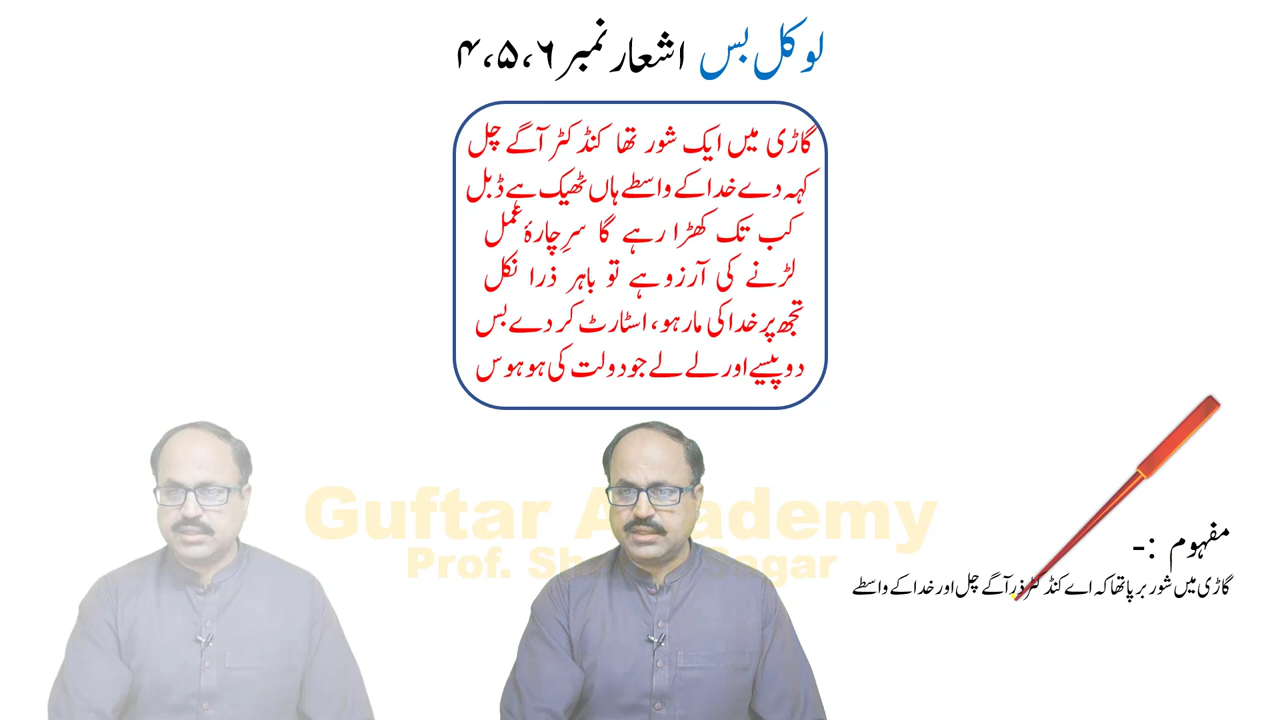 لوکل بس اشعار نمبر ۴،۵،۶
گاڑی میں ایک شور تھا کنڈکٹر آگے چل
کہہ دے خدا کے واسطے ہاں ٹھیک ہے ڈبل
کب تک کھڑا رہے گا سرِ چارۂ عمل
لڑنے کی آرزو ہے تو باہر ذرا نکل
تجھ پر خدا کی مار ہو، اسٹارٹ کر دے بس
دو پیسے اور لے لے جو دولت کی ہو ہوس
Guftar Academy
Prof. Sagar
مفہوم :-
گاڑی میں شور برپا تھا کہ اے کنڈکٹر ذرا آگے چل اور خدا کے واسطے